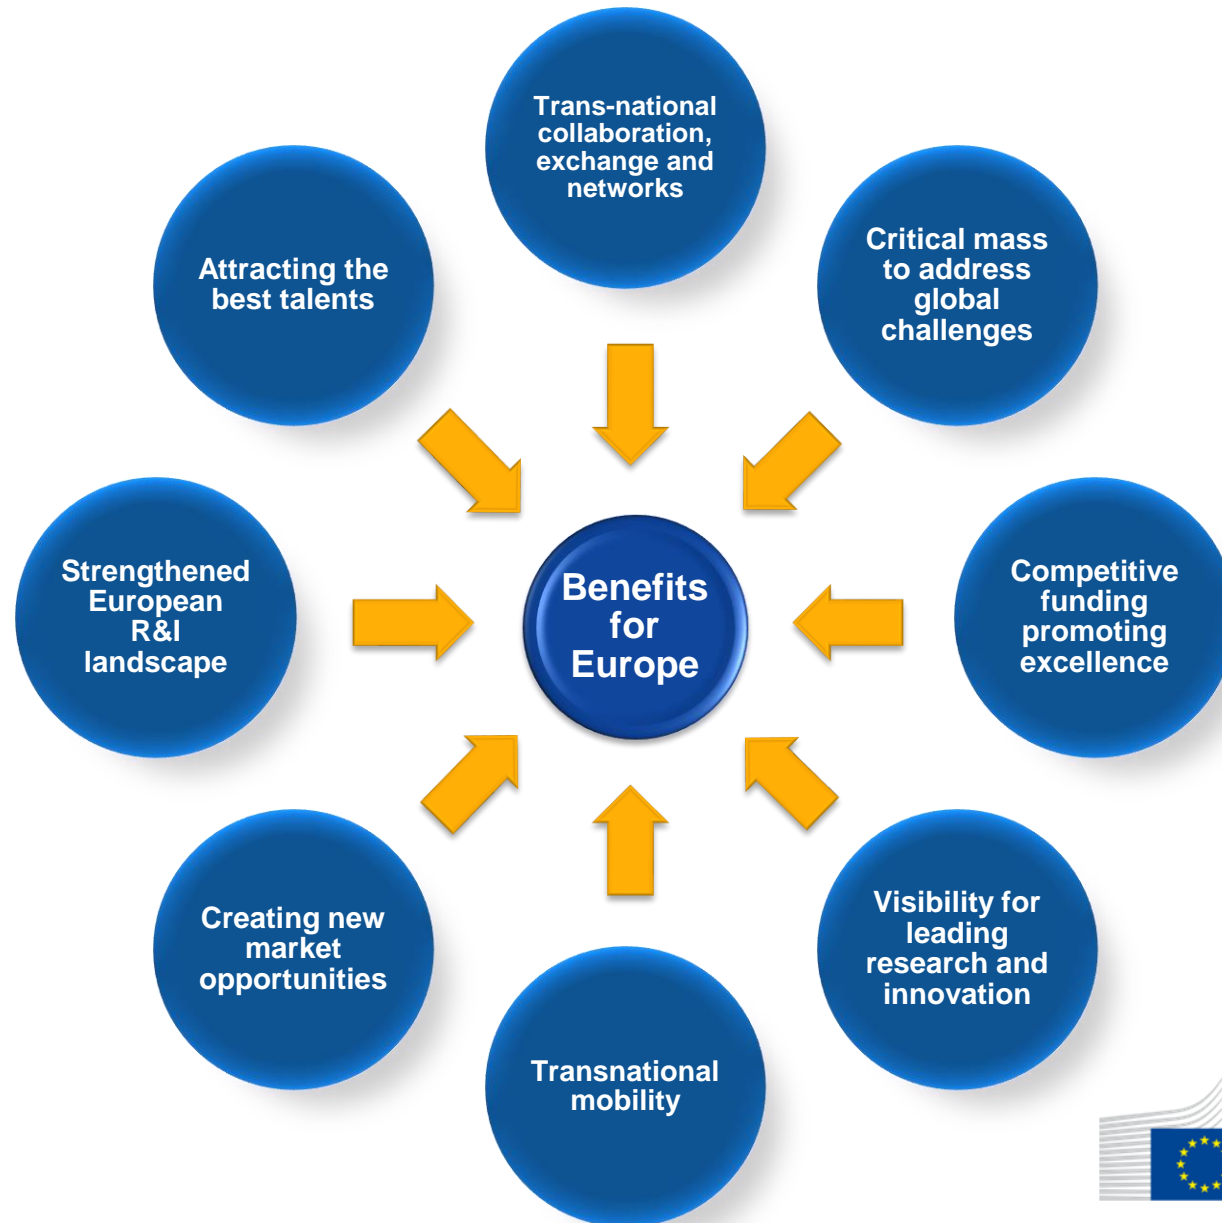 Trans-national
collaboration,
exchange and
networks
Critical mass
to address
global
challenges
Attracting the
best talents
Strengthened
European
R&I
landscape
Benefits
for
Europe
Competitive
funding
promoting
excellence
Creating new
market
opportunities
Visibility for
leading
research and
innovation
Transnational
mobility